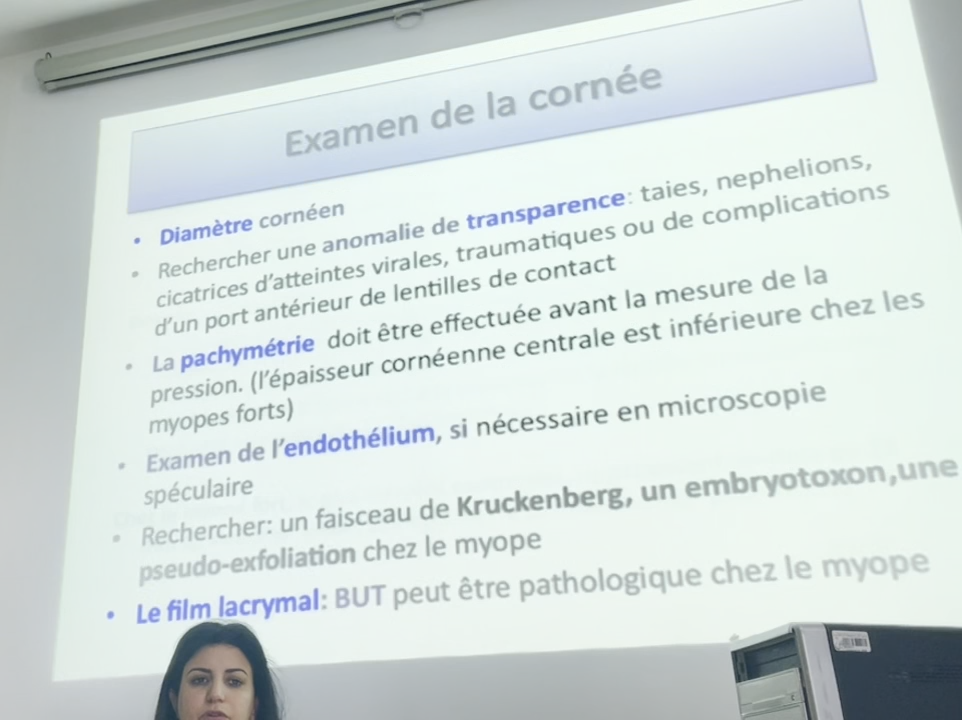 Examen de la cornée
• Diamètre cornéen
• Rechercher une anomalie de transparence: taies, nephelions,
cicatrices d'atteintes virales, traumatiques ou de complications
d'un port antérieur de lentilles de contact
• La pachymétrie doit être effectuée avant la mesure de la
pression. (l'épaisseur cornéenne centrale est inférieure chez les
myopes forts)
• Examen de l'endothélium, si nécessaire en microscopie
spéculaire
• Rechercher: un faisceau de Kruckenberg, un embryotoxon,une
pseudo-exfoliation chez le myope
• Le film lacrymal: BUT peut être pathologique chez le myope